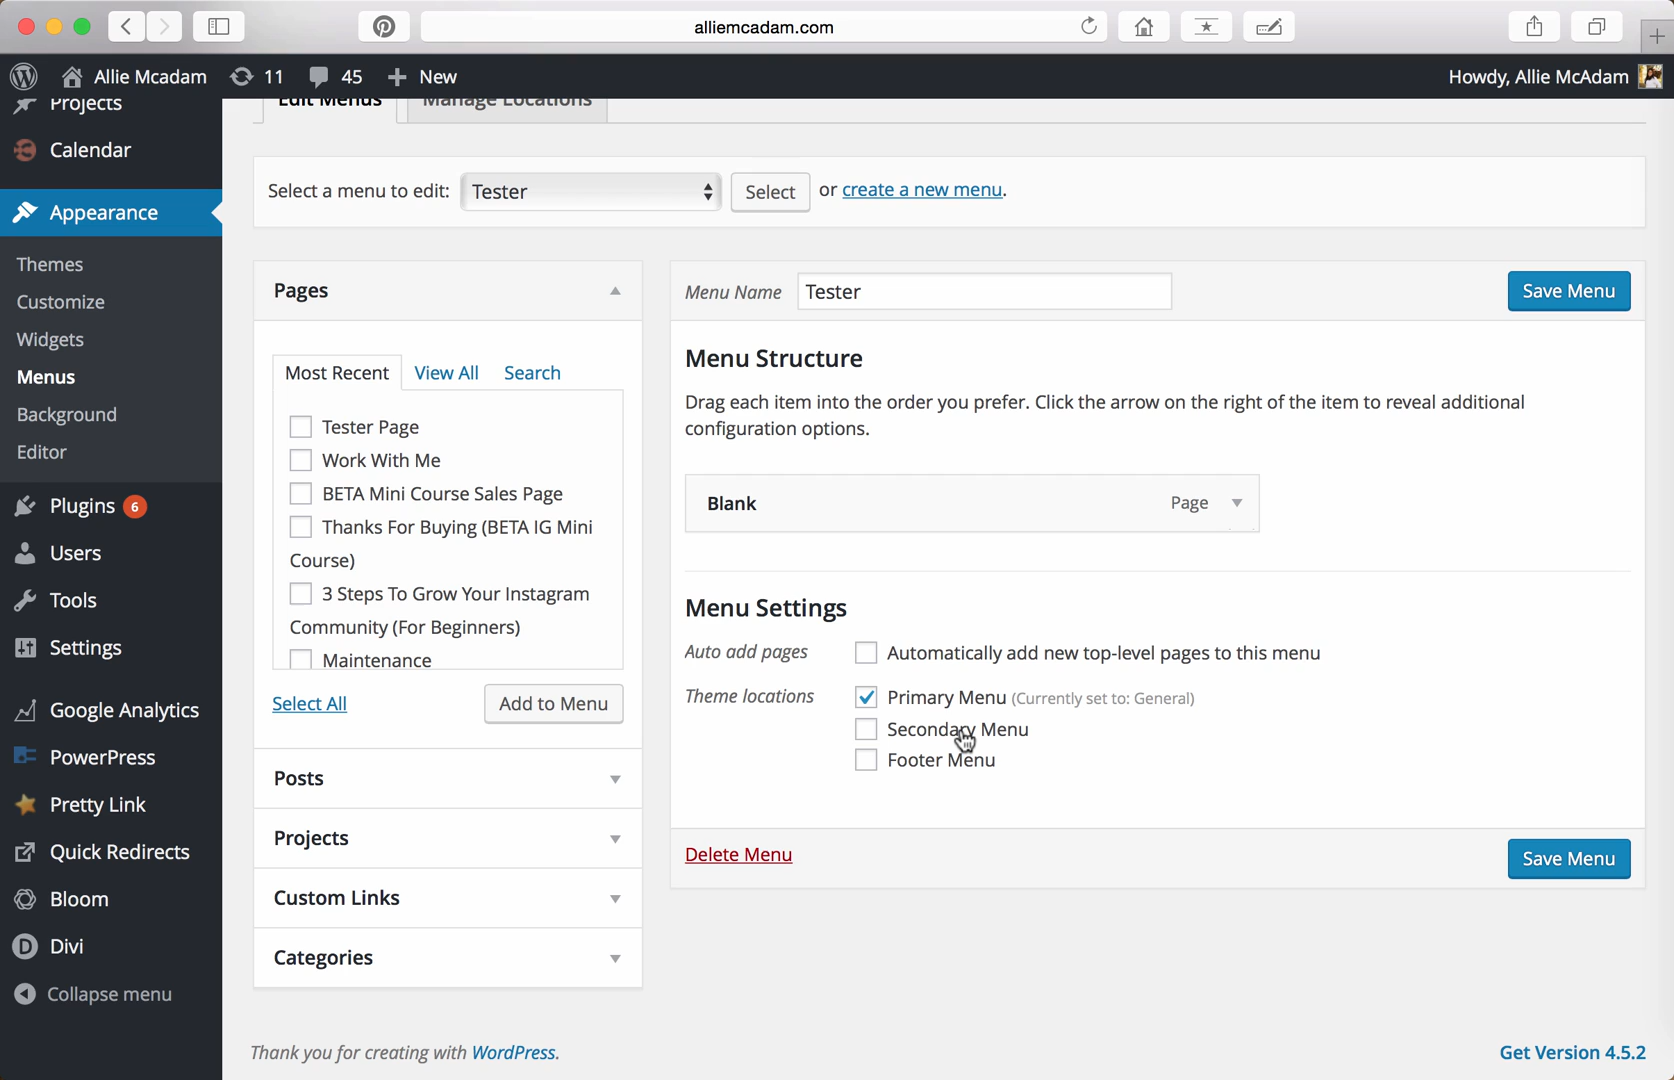 alliemcadam.com
Allie Mcadam 11 45 New
Howdy, Allie McAdam
Projects
Calendar
Appearance
Themes
Customize
Widgets
Menus
Background
Editor
Plugins 6
Users
Tools
Settings
Google Analytics
PowerPress
Pretty Link
Quick Redirects
Bloom
D Divi
Collapse menu
Edit Menus Manage Locations
Select a menu to edit: Tester Select or create a new menu.
Pages
Most Recent View All Search
Tester Page
Work With Me
BETA Mini Course Sales Page
Thanks For Buying (BETA IG Mini
Course)
3 Steps To Grow Your Instagram
Community (For Beginners)
Maintenance
Select All Add to Menu
Posts
Projects
Custom Links
Categories
Menu Name Tester Save Menu
Menu Structure
Drag each item into the order you prefer. Click the arrow on the right of the item to reveal additional
configuration options.
Blank Page
Menu Settings
Auto add pages Automatically add new top-level pages to this menu
Theme locations Primary Menu (Currently set to: General)
Secondary Menu
Footer Menu
Delete Menu Save Menu
Thank you for creating with WordPress.
Get Version 4.5.2